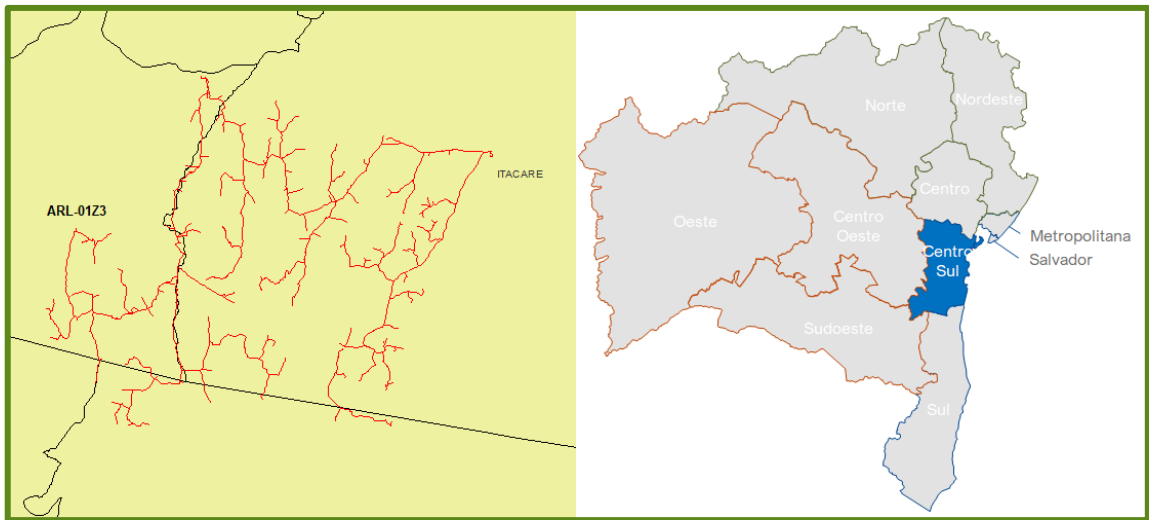 ITACARE
ARL-01Z3
Norte
Nordeste
Centro
Oeste
Centro
Oeste
Metropolitana
Centro
Sul
Salvador
Sudoeste
Sul